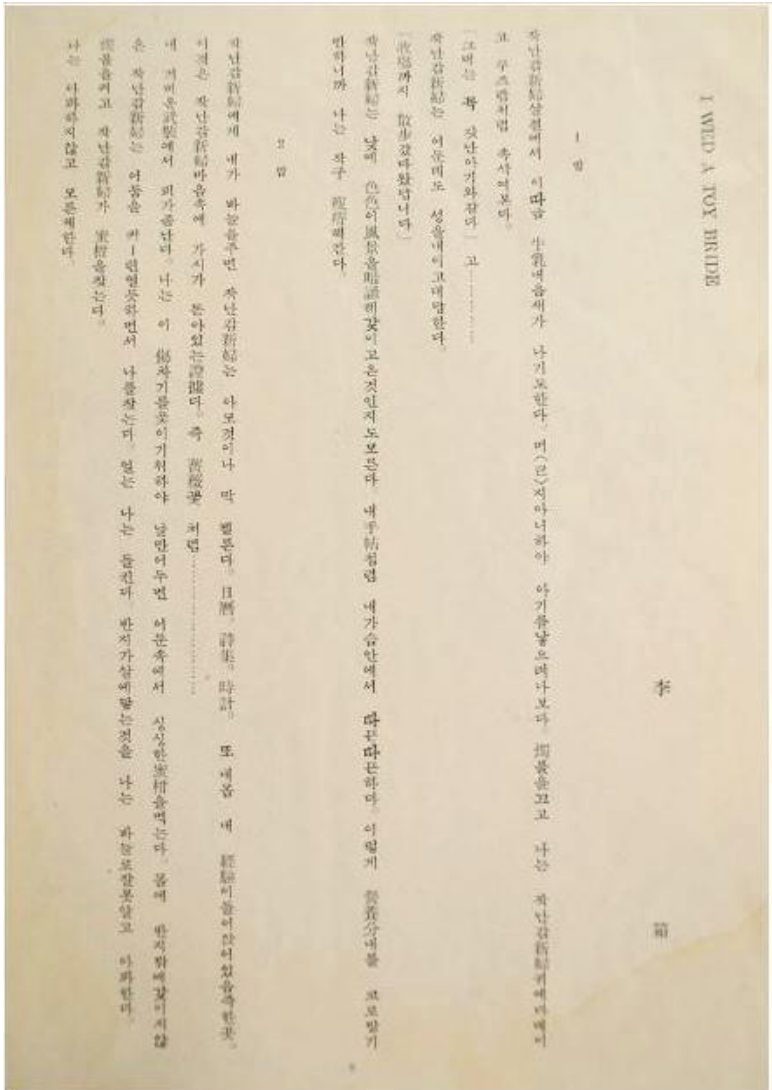 I WED A TOY BRIDE
李 箱
1 밤
작난감新婦살결에서 이따금 牛乳내음새가 나기도한다. 머(ㄹ)지아니하야 아기를낳으려나보다. 燭불을끄고 나는 작난감新婦귀에다대이
고 꾸즈람처럼 속삭여본다.
「그대는 꼭 갓난아기와같다」고…………
작난감新婦는 어둔데도 성을내이고대답한다.
「牧場까지 散步갔다왔답니다」
작난감新婦는 낮에 色色이風景을暗誦해갖이고온것인지도모른다. 내手帖처럼 내가슴안에서 따끈따끈하다. 이렇게 營養分내를 코로맡기
만하니까 나는 작구 瘦瘠해간다.
2 밤
작난감新婦에게 내가 바늘을주면 작난감新婦는 아모것이나 막 찔른다. 日曆。 詩集。 時計。 또 내몸 내 經驗이들어앉어있음즉한곳。
이것은 작난감新婦마음속에 가시가 돋아있는證據다。 즉 薔薇꽃 처럼…………………
내 거벼운武裝에서 피가좀난다. 나는 이 傷차기를곷이기위하야 날만어두면 어둔속에서 싱싱한蜜柑을먹는다。 몸에 반지밖에갖이지않
은 작난감新婦는 어둠을 커ー틴열듯하면서 나를찾는다. 얼는 나는 들킨다. 반지가살에닿는것을 나는 바늘로잘못알고 아파한다.
燭불을켜고 작난감新婦가 蜜柑을찾는다。
나는 아파하지않고 모른체한다.